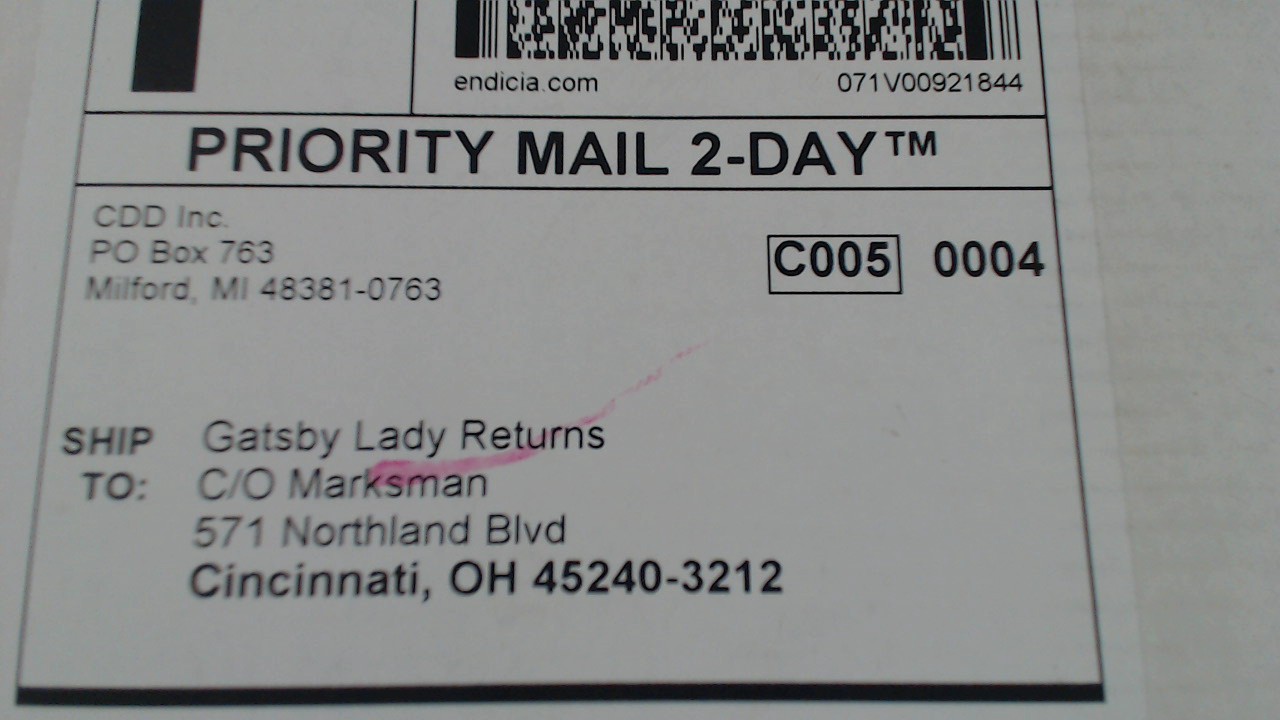 endicia.com 071V00921844
PRIORITY MAIL 2-DAY™
CDD Inc.
PO Box 763
Milford, MI 48381-0763
C005 0004
SHIP TO: Gatsby Lady Returns
C/O Marksman
571 Northland Blvd
Cincinnati, OH 45240-3212